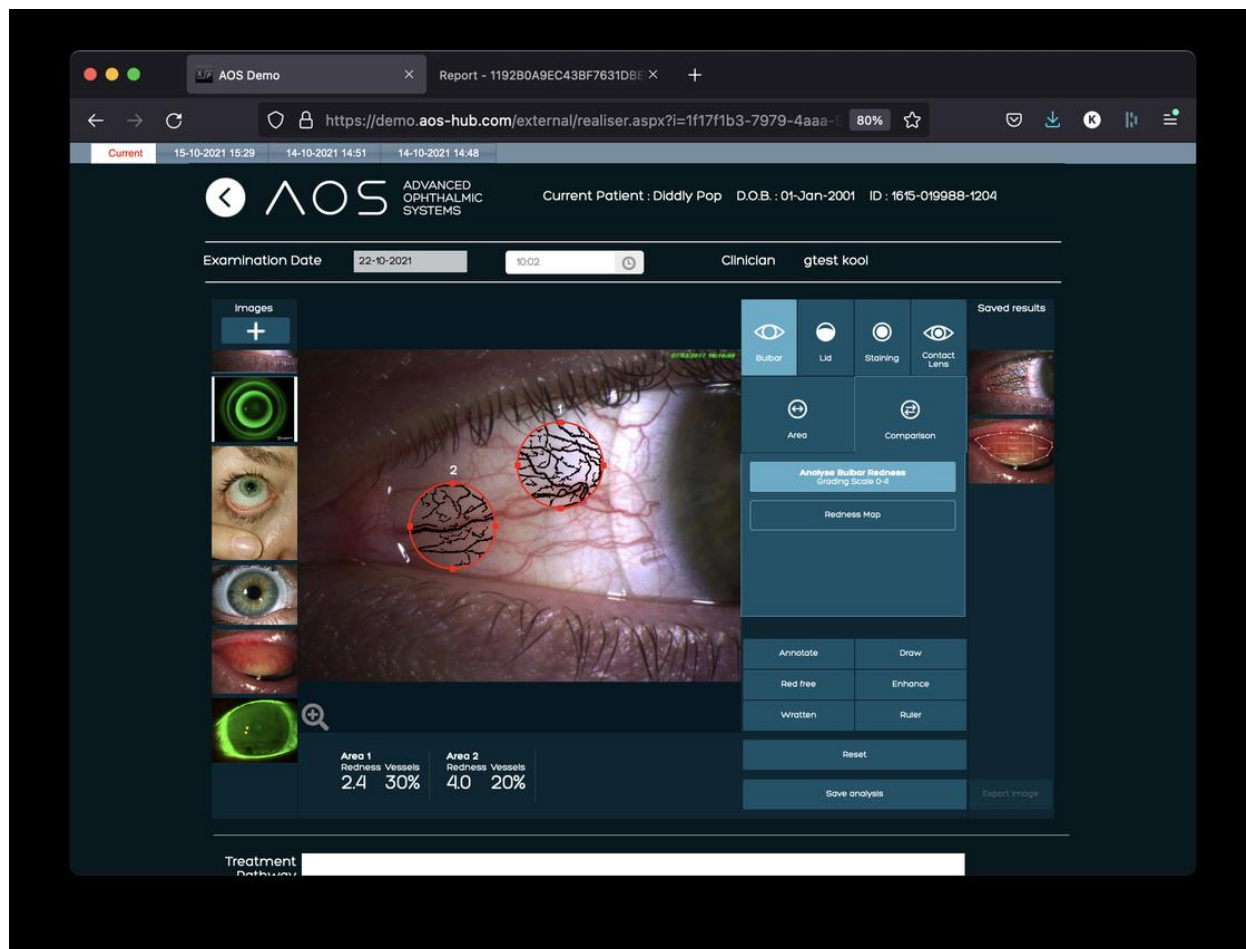 AOS Demo
Report - 1192B0A9EC43BF7631DBE
https://demo.aos-hub.com/external/realiser.aspx?i=1f17f1b3-7979-4aaa-9
80%
K
Current 15-10-2021 15:29 14-10-2021 14:51 14-10-2021 14:48
AOS
ADVANCED
OPHTHALMIC
SYSTEMS
Current Patient : Diddly Pop D.O.B. : 01-Jan-2001 ID : 1615-019988-1204
Examination Date 22-10-2021 10:02 Clinician gtest kool
Images
Bulbar Lid Staining Contact
Lens
Saved results
Area Comparison
1
2
Analyse Bulbar Redness
Grading Scale 0-4
Redness Map
Annotate Draw
Red free Enhance
Wratten Ruler
Reset
Save analysis
Export Image
Area 1 Area 2
Redness Vessels Redness Vessels
2.4 30% 4.0 20%
Treatment
Pathway